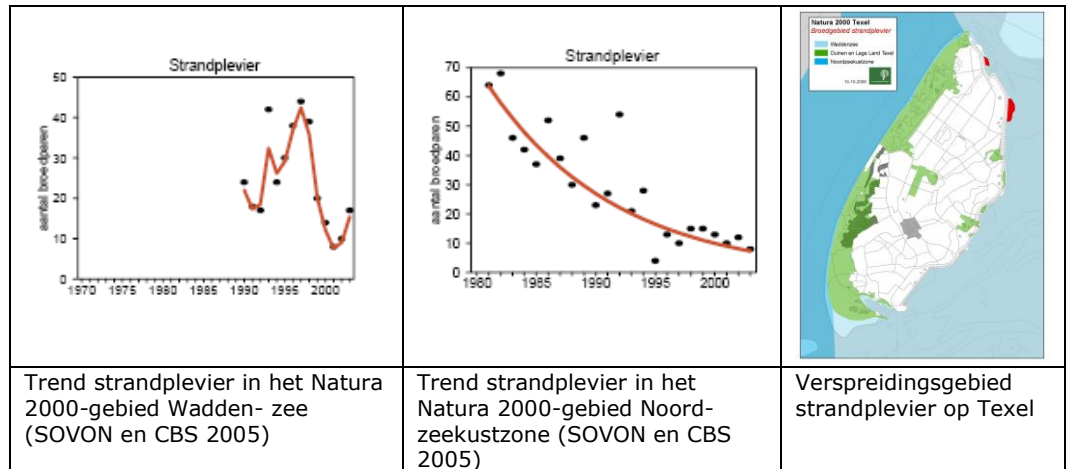 Strandplevier
aantal broedparen
50
40
30
20
10
0
1970 1975 1980 1985 1990 1995 2000
Trend strandplevier in het Natura
2000-gebied Wadden- zee
(SOVON en CBS 2005)
Strandplevier
aantal broedparen
70
60
50
40
30
20
10
0
1980 1985 1990 1995 2000
Trend strandplevier in het
Natura 2000-gebied Noord-
zeekustzone (SOVON en CBS
2005)
Natura 2000 Texel
Broedgebied strandplevier
Waddenzee
Duinen en Lage Land Texel
Noordzeekustzone
Verspreidingsgebied
strandplevier op Texel